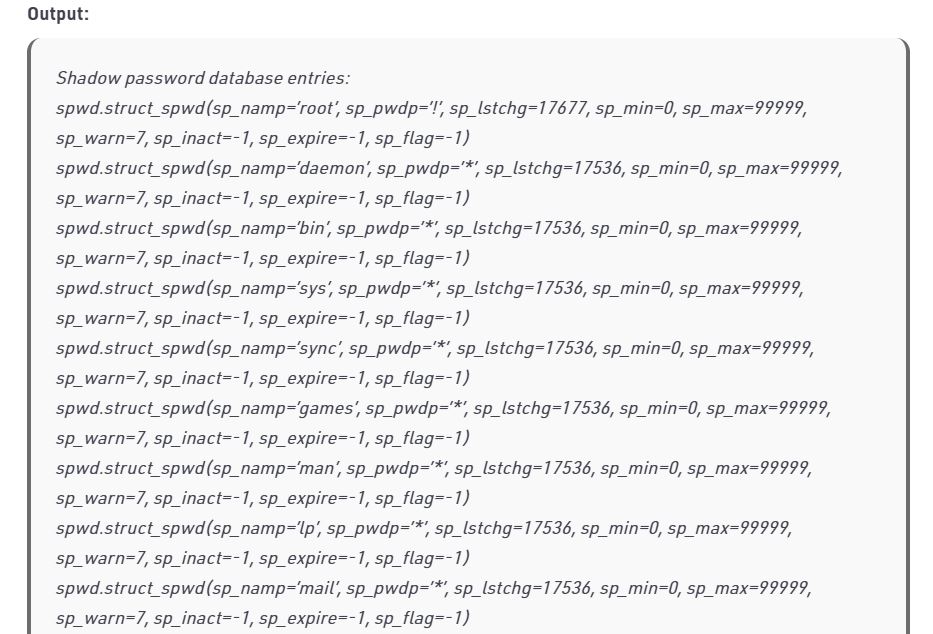 Output:
Shadow password database entries:
spwd.struct_spwd(sp_namp='root', sp_pwdp='!', sp_lstchg=17677, sp_min=0, sp_max=99999,
sp_warn=7, sp_inact=-1, sp_expire=-1, sp_flag=-1)
spwd.struct_spwd(sp_namp='daemon', sp_pwdp='*', sp_lstchg=17536, sp_min=0, sp_max=99999,
sp_warn=7, sp_inact=-1, sp_expire=-1, sp_flag=-1)
spwd.struct_spwd(sp_namp='bin', sp_pwdp='*', sp_lstchg=17536, sp_min=0, sp_max=99999,
sp_warn=7, sp_inact=-1, sp_expire=-1, sp_flag=-1)
spwd.struct_spwd(sp_namp='sys', sp_pwdp='*', sp_lstchg=17536, sp_min=0, sp_max=99999,
sp_warn=7, sp_inact=-1, sp_expire=-1, sp_flag=-1)
spwd.struct_spwd(sp_namp='sync', sp_pwdp='*', sp_lstchg=17536, sp_min=0, sp_max=99999,
sp_warn=7, sp_inact=-1, sp_expire=-1, sp_flag=-1)
spwd.struct_spwd(sp_namp='games', sp_pwdp='*', sp_lstchg=17536, sp_min=0, sp_max=99999,
sp_warn=7, sp_inact=-1, sp_expire=-1, sp_flag=-1)
spwd.struct_spwd(sp_namp='man', sp_pwdp='*', sp_lstchg=17536, sp_min=0, sp_max=99999,
sp_warn=7, sp_inact=-1, sp_expire=-1, sp_flag=-1)
spwd.struct_spwd(sp_namp='lp', sp_pwdp='*', sp_lstchg=17536, sp_min=0, sp_max=99999,
sp_warn=7, sp_inact=-1, sp_expire=-1, sp_flag=-1)
spwd.struct_spwd(sp_namp='mail', sp_pwdp='*', sp_lstchg=17536, sp_min=0, sp_max=99999,
sp_warn=7, sp_inact=-1, sp_expire=-1, sp_flag=-1)